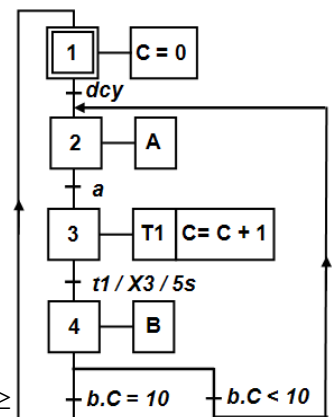 1 C = 0
dcy
2 A
a
3 T1 C= C + 1
t1 / X3 / 5s
4 B
b.C = 10 b.C < 10